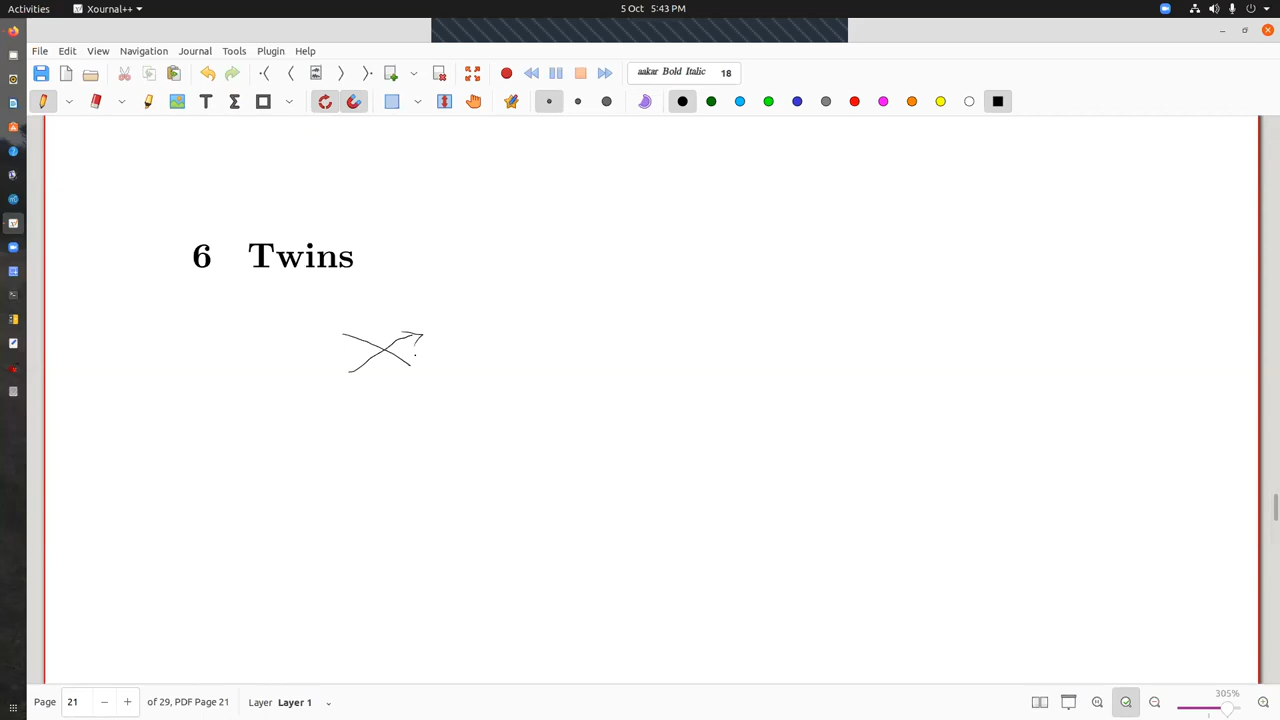 Activities Xournal++ 5 Oct 5:43 PM
File Edit View Navigation Journal Tools Plugin Help
aakar Bold Italic 18
6 Twins
305%
Page 21 of 29, PDF Page 21 Layer Layer 1